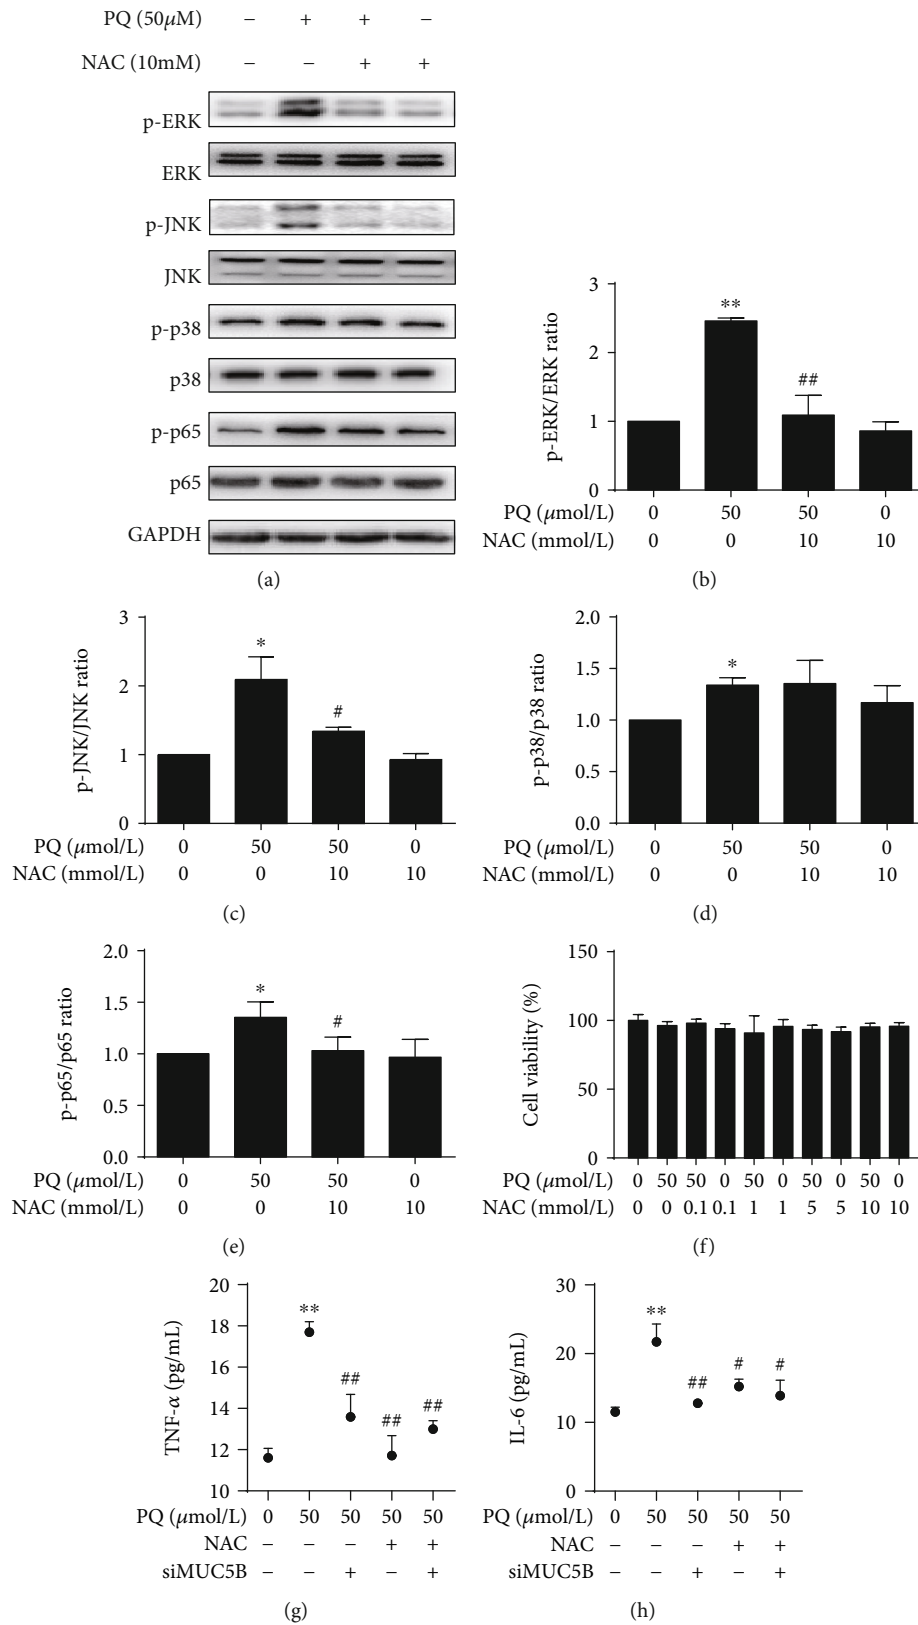 PQ (50μM) − + + −
NAC (10mM) − − + +
p-ERK
ERK
p-JNK
JNK
p-p38
p38
p-p65
p65
GAPDH
(a)
p-ERK/ERK ratio
3
2
1
0
**
##
PQ (μmol/L) 0 50 50 0
NAC (mmol/L) 0 0 10 10
(b)
p-JNK/JNK ratio
3
2
1
0
*
#
PQ (μmol/L) 0 50 50 0
NAC (mmol/L) 0 0 10 10
(c)
p-p38/p38 ratio
2.0
1.5
1.0
0.5
0.0
*
PQ (μmol/L) 0 50 50 0
NAC (mmol/L) 0 0 10 10
(d)
p-p65/p65 ratio
2.0
1.5
1.0
0.5
0.0
*
#
PQ (μmol/L) 0 50 50 0
NAC (mmol/L) 0 0 10 10
(e)
Cell viability (%)
150
100
50
0
PQ (μmol/L) 0 50 50 0 50 0 50 0 50 0
NAC (mmol/L) 0 0 0.1 0.1 1 1 5 5 10 10
(f)
TNF-α (pg/mL)
20
18
16
14
12
10
**
##
##
##
PQ (μmol/L) 0 50 50 50 50
NAC − − − + +
siMUC5B − − + − +
(g)
IL-6 (pg/mL)
30
20
10
0
**
##
#
#
PQ (μmol/L) 0 50 50 50 50
NAC − − − + +
siMUC5B − − + − +
(h)